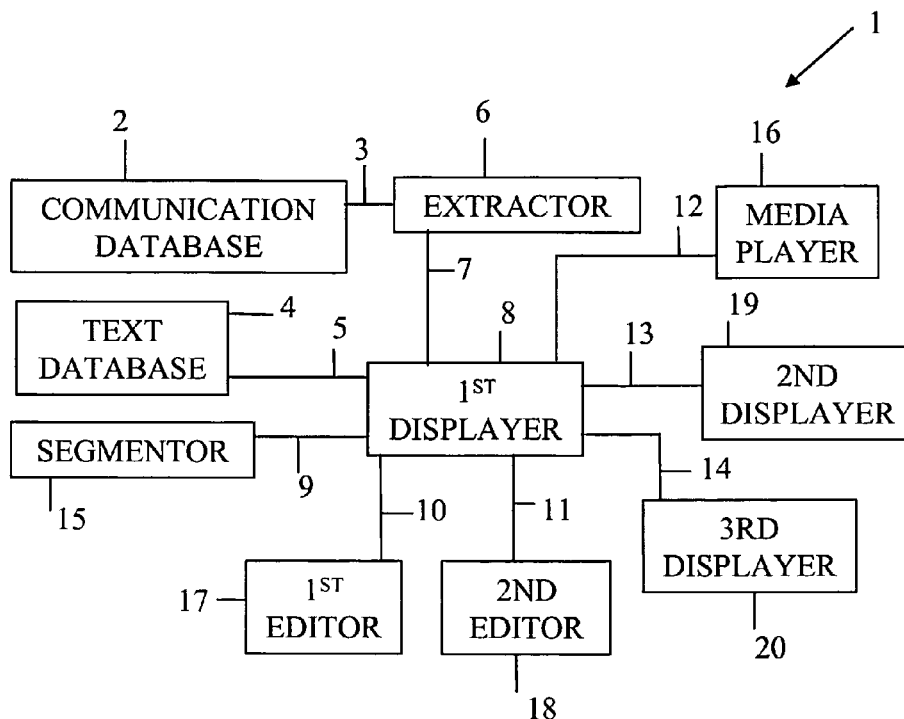 1
2
3
6
16
COMMUNICATION
DATABASE
EXTRACTOR
12
MEDIA
PLAYER
7
4
5
8
13
19
TEXT
DATABASE
1ST
DISPLAYER
2ND
DISPLAYER
SEGMENTOR
9
14
15
10
11
3RD
DISPLAYER
17
1ST
EDITOR
2ND
EDITOR
20
18